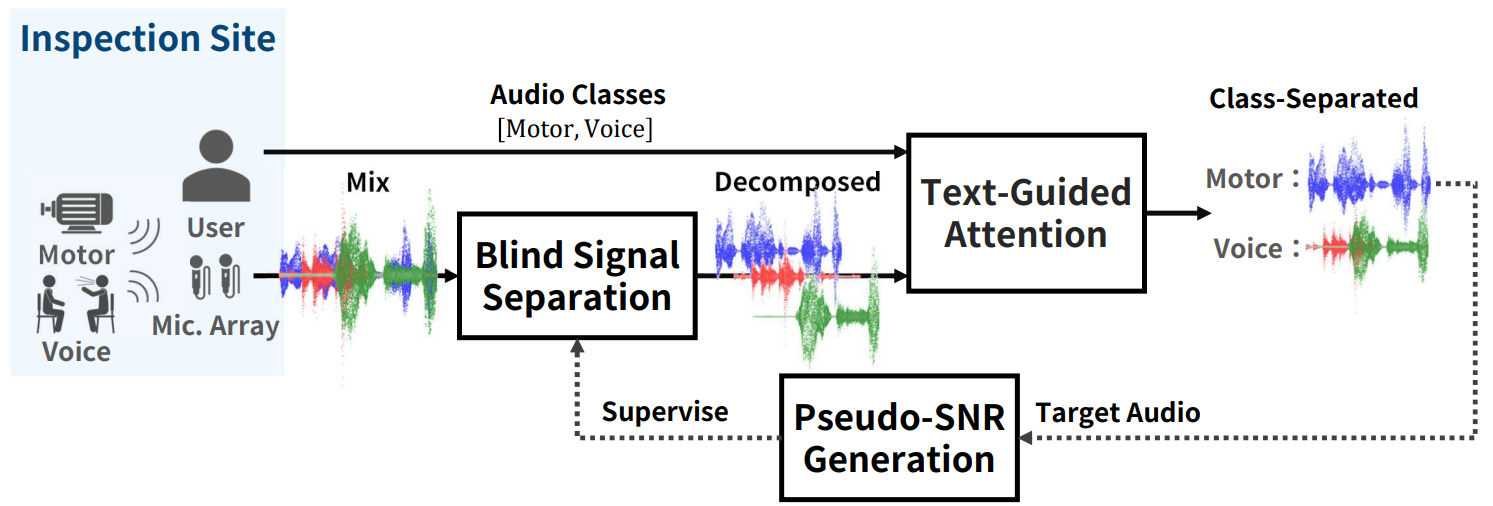 Inspection Site
Audio Classes
[Motor, Voice]
Class-Separated
Mix
Decomposed
Motor :
Text-Guided
Attention
User
Motor
Voice :
Blind Signal
Separation
Mic. Array
Voice
Supervise
Pseudo-SNR
Generation
Target Audio